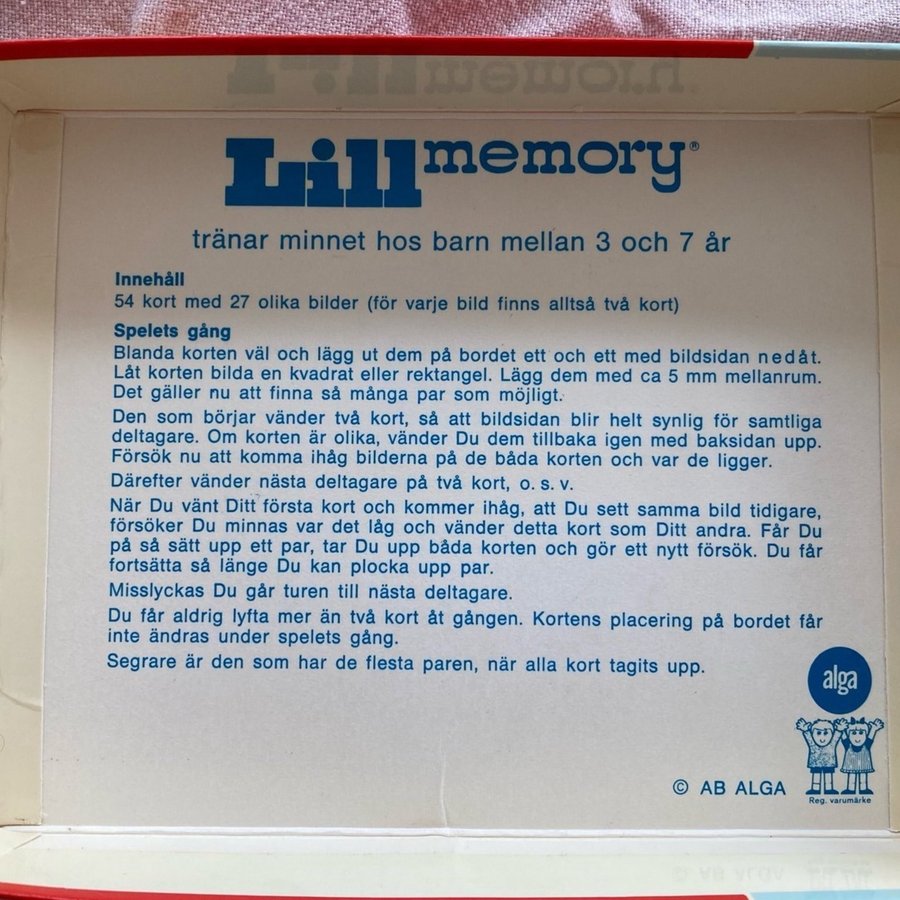 Lill memory®
tränar minnet hos barn mellan 3 och 7 år
Innehåll
54 kort med 27 olika bilder (för varje bild finns alltså två kort)
Spelets gång
Blanda korten väl och lägg ut dem på bordet ett och ett med bildsidan nedåt.
Låt korten bilda en kvadrat eller rektangel. Lägg dem med ca 5 mm mellanrum.
Det gäller nu att finna så många par som möjligt.
Den som börjar vänder två kort, så att bildsidan blir helt synlig för samtliga
deltagare. Om korten är olika, vänder Du dem tillbaka igen med baksidan upp.
Försök nu att komma ihåg bilderna på de båda korten och var de ligger.
Därefter vänder nästa deltagare på två kort, o. s. v.
När Du vänt Ditt första kort och kommer ihåg, att Du sett samma bild tidigare,
försöker Du minnas var det låg och vänder detta kort som Ditt andra. Får Du
på så sätt upp ett par, tar Du upp båda korten och gör ett nytt försök. Du får
fortsätta så länge Du kan plocka upp par.
Misslyckas Du går turen till nästa deltagare.
Du får aldrig lyfta mer än två kort åt gången. Kortens placering på bordet får
inte ändras under spelets gång.
Segrare är den som har de flesta paren, när alla kort tagits upp.
alga
© AB ALGA
Reg. varumärke